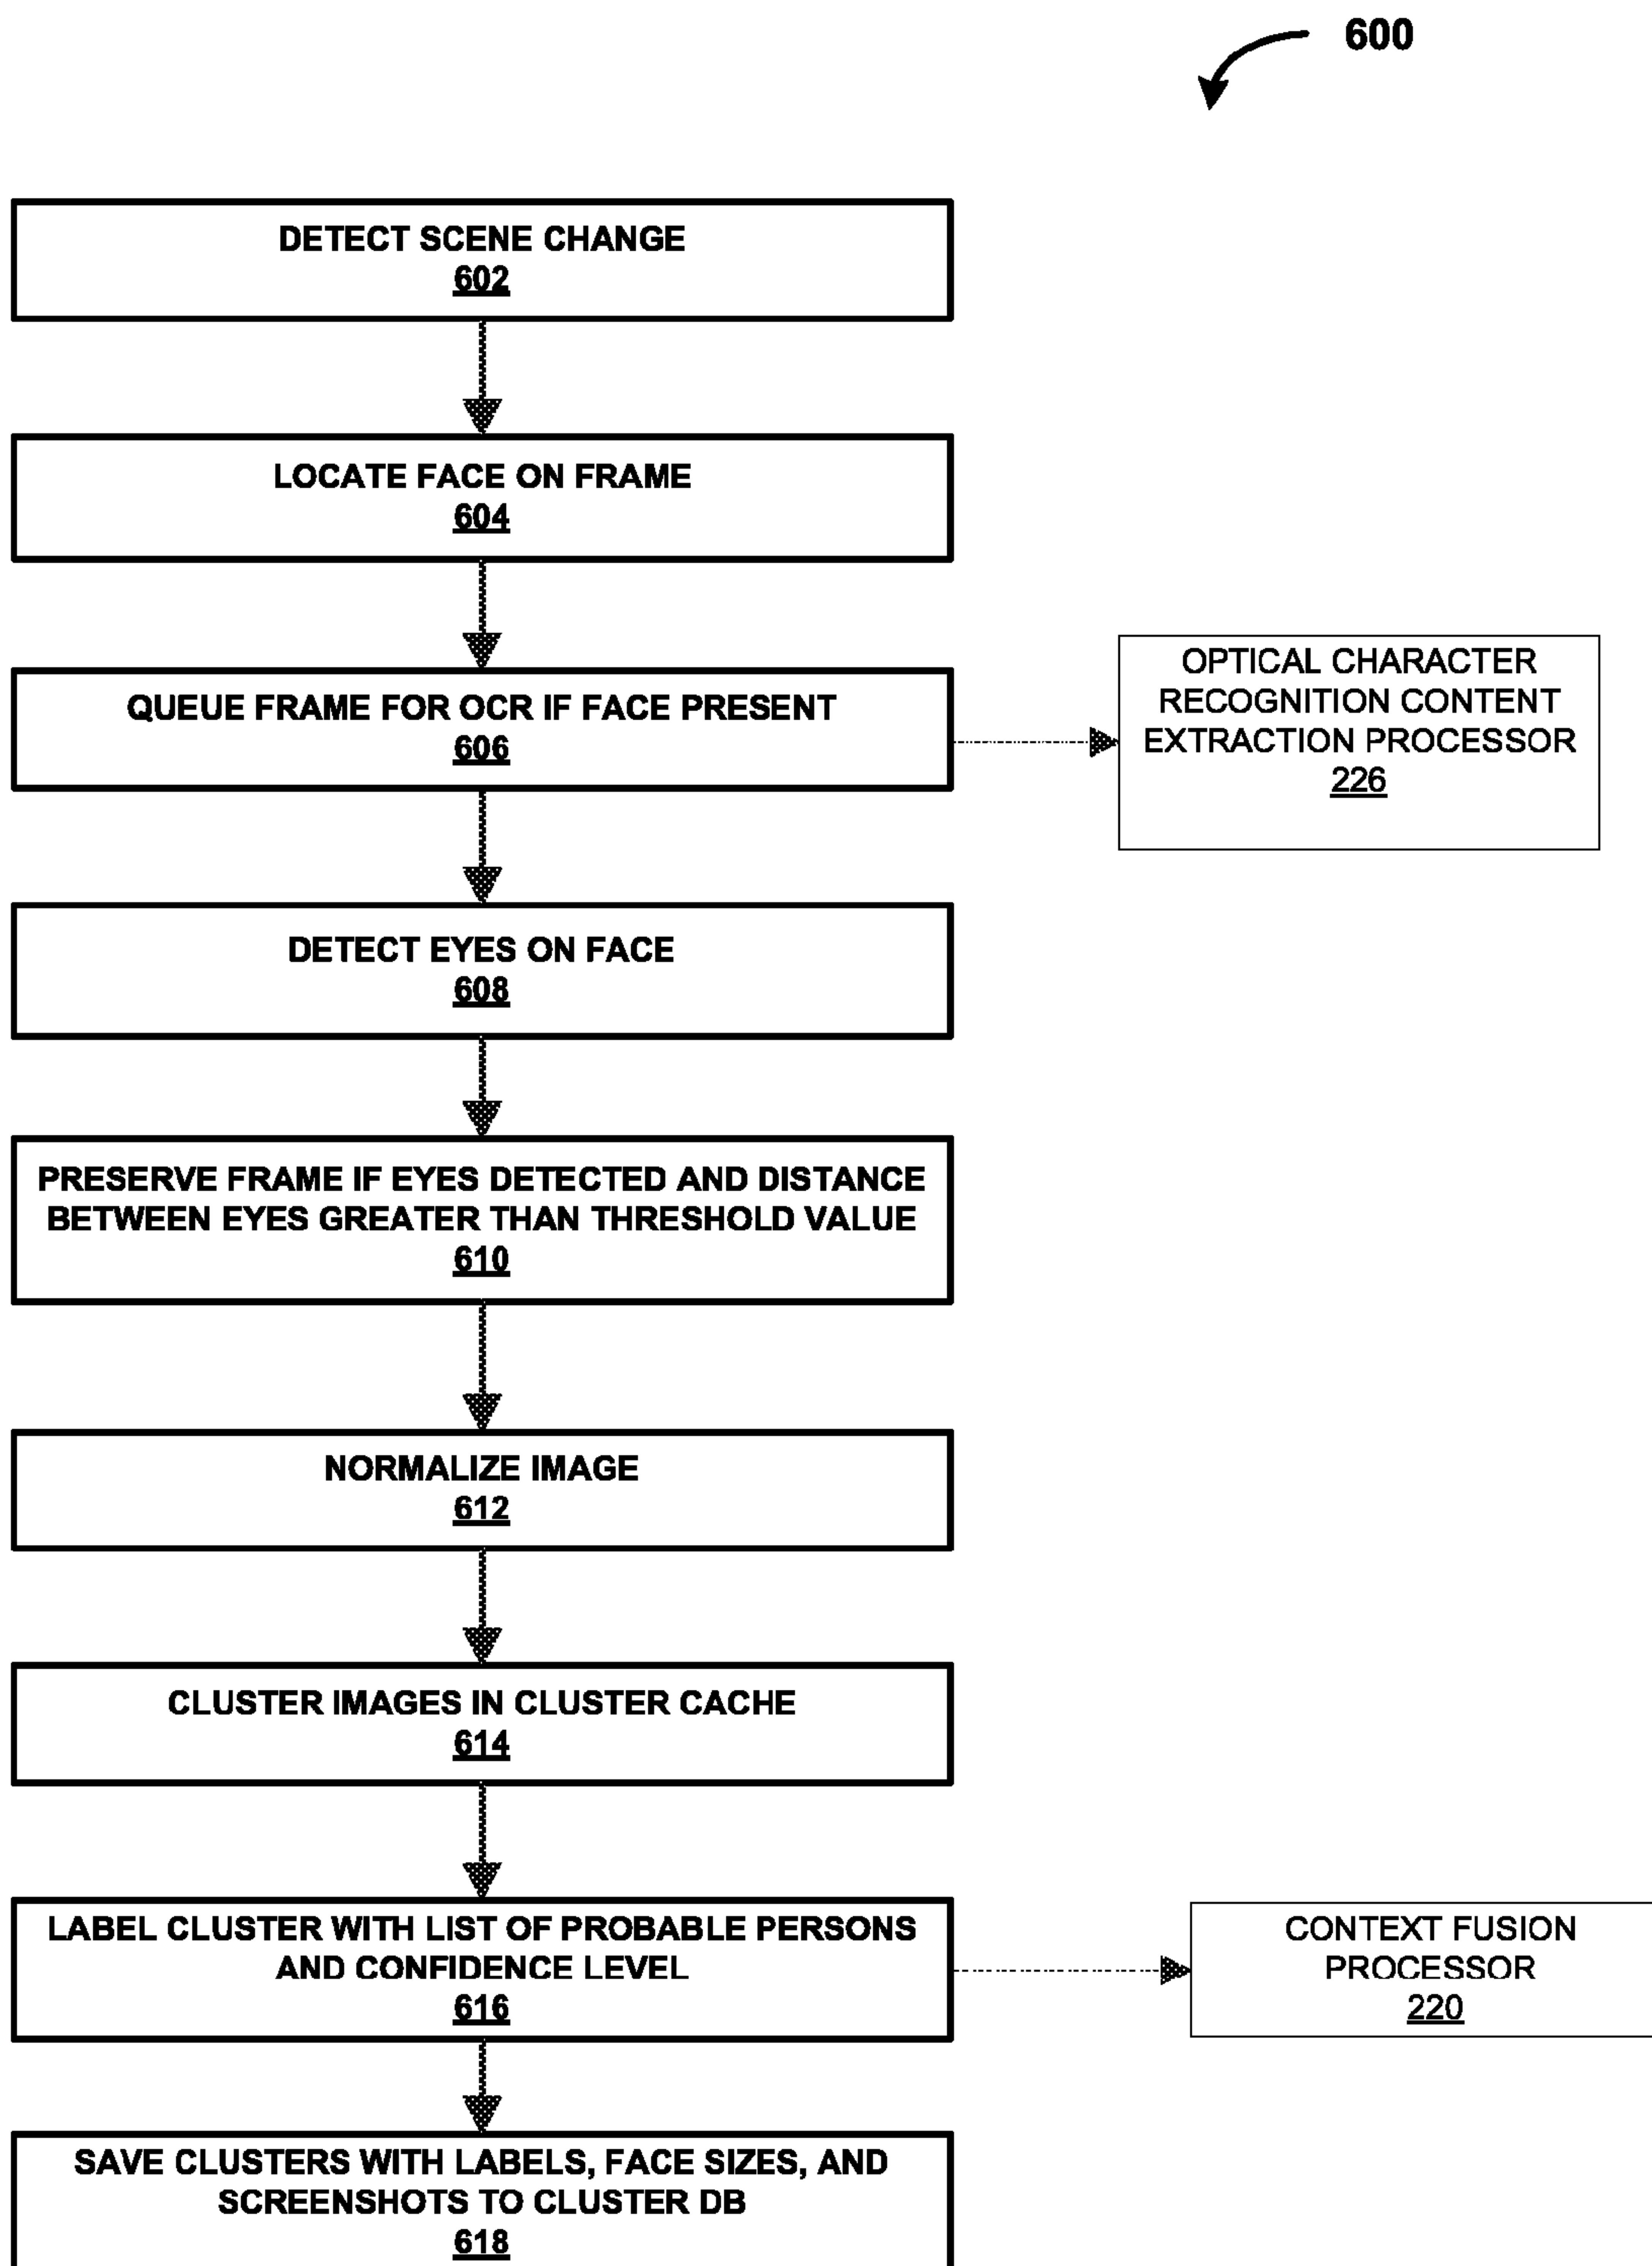 600
DETECT SCENE CHANGE
602
LOCATE FACE ON FRAME
604
QUEUE FRAME FOR OCR IF FACE PRESENT
606
OPTICAL CHARACTER
RECOGNITION CONTENT
EXTRACTION PROCESSOR
226
DETECT EYES ON FACE
608
PRESERVE FRAME IF EYES DETECTED AND DISTANCE
BETWEEN EYES GREATER THAN THRESHOLD VALUE
610
NORMALIZE IMAGE
612
CLUSTER IMAGES IN CLUSTER CACHE
614
LABEL CLUSTER WITH LIST OF PROBABLE PERSONS
AND CONFIDENCE LEVEL
616
CONTEXT FUSION
PROCESSOR
220
SAVE CLUSTERS WITH LABELS, FACE SIZES, AND
SCREENSHOTS TO CLUSTER DB
618